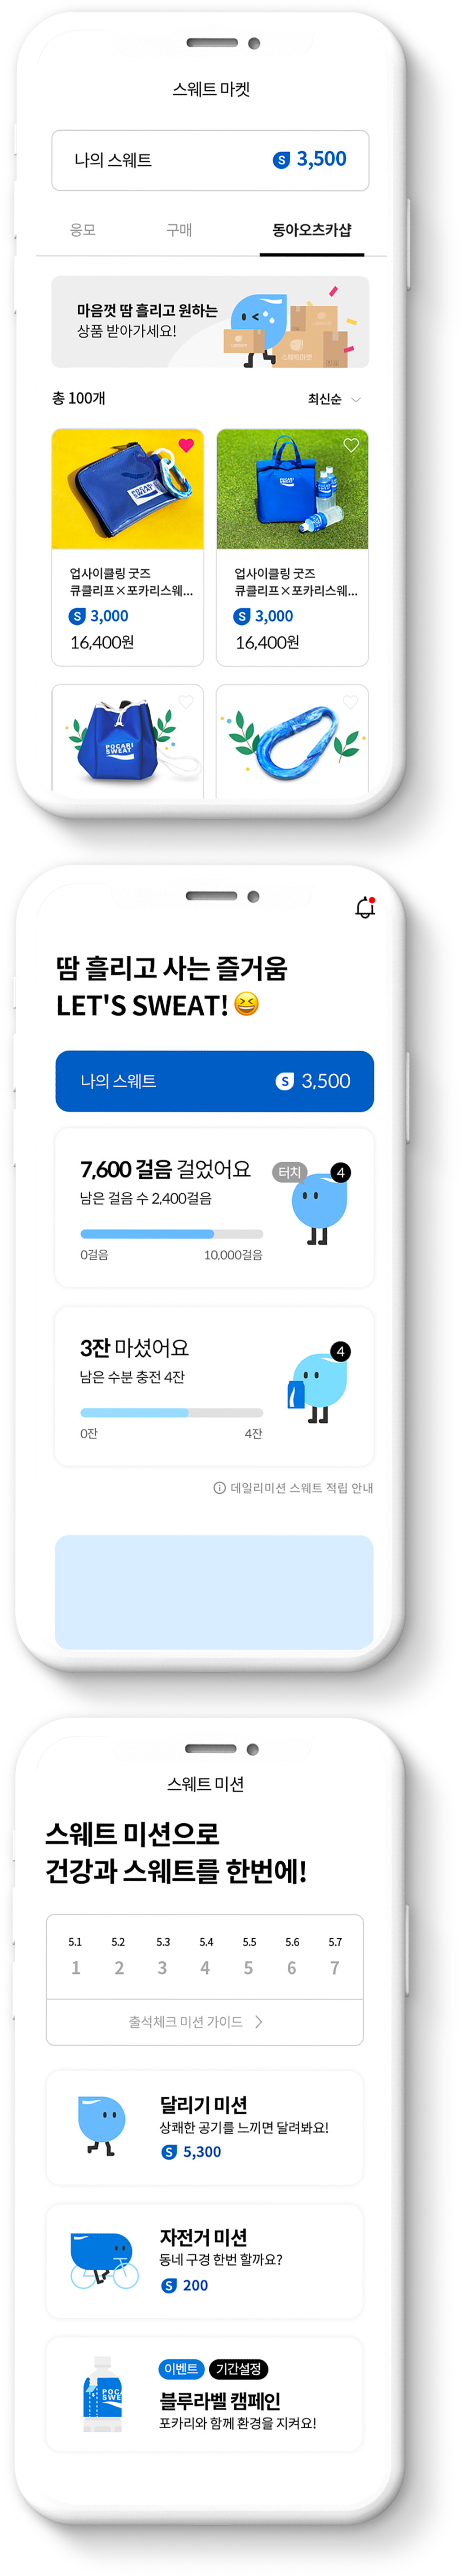 스웨트 마켓
나의 스웨트
S 3,500
응모
구매
동아오츠카샵
마음껏 땀 흘리고 원하는
상품 받아가세요!
스웨트마켓
총 100개
최신순
POCARI
SWEAT
POCARI
SWEAT
업사이클링 굿즈
큐클리프×포카리스웨...
S 3,000
16,400원
업사이클링 굿즈
큐클리프×포카리스웨...
S 3,000
16,400원
POCARI
SWEAT
땀 흘리고 사는 즐거움
LET'S SWEAT!
나의 스웨트
S 3,500
7,600 걸음 걸었어요
남은 걸음 수 2,400걸음
0걸음
10,000걸음
터치
4
3잔 마셨어요
남은 수분 충전 4잔
0잔
4잔
4
데일리미션 스웨트 적립 안내
스웨트 미션
스웨트 미션으로
건강과 스웨트를 한번에!
5.1 5.2 5.3 5.4 5.5 5.6 5.7
1 2 3 4 5 6 7
출석체크 미션 가이드
달리기 미션
상쾌한 공기를 느끼면 달려봐요!
S 5,300
자전거 미션
동네 구경 한번 할까요?
S 200
POCA
SWE
이벤트
기간설정
블루라벨 캠페인
포카리와 함께 환경을 지켜요!